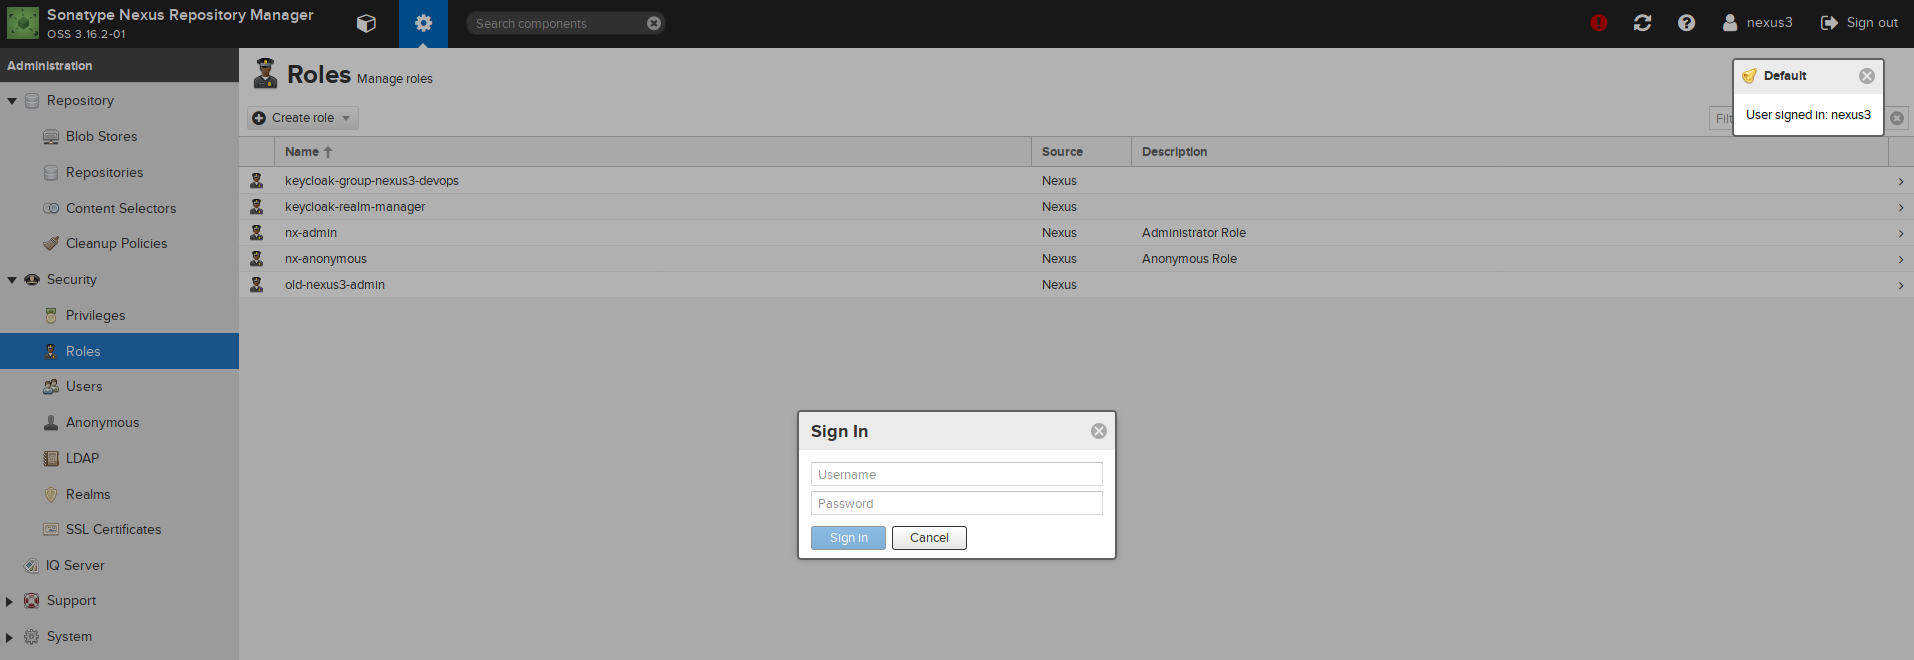 Sonatype Nexus Repository Manager
OSS 3.16.2-01
Search components
nexus3
Sign out
Administration
Repository
Blob Stores
Repositories
Content Selectors
Cleanup Policies
Security
Privileges
Roles
Users
Anonymous
LDAP
Realms
SSL Certificates
IQ Server
Support
System
Roles Manage roles
Create role
Filt
Default
User signed in: nexus3
Name Source Description
keycloak-group-nexus3-devops Nexus
keycloak-realm-manager Nexus
nx-admin Nexus Administrator Role
nx-anonymous Nexus Anonymous Role
old-nexus3-admin Nexus
Sign In
Username
Password
Sign in Cancel